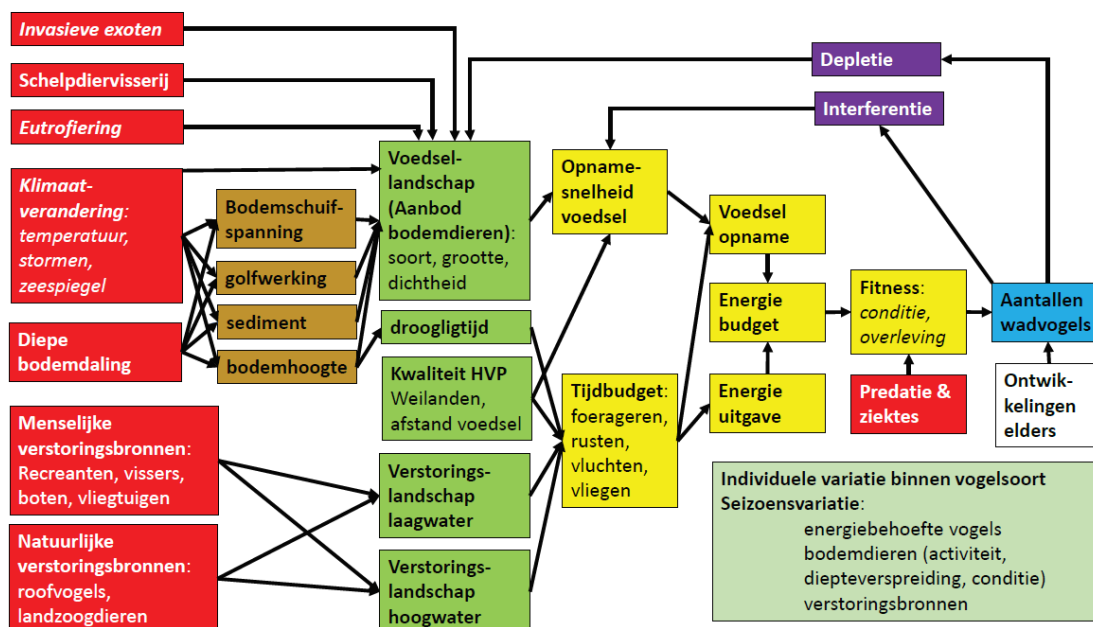 Invasieve exoten
Schelpdiervisserij
Eutrofiering
Klimaat-
verandering:
temperatuur,
stormen,
zeespiegel
Diepe
bodemdaling
Menselijke
verstoringsbronnen:
Recreanten, vissers,
boten, vliegtuigen
Natuurlijke
verstoringsbronnen:
roofvogels,
landzoogdieren
Bodemschuif-
spanning
golfwerking
sediment
bodemhoogte
Voedsel-
landschap
(Aanbod
bodemdieren):
soort, grootte,
dichtheid
droogligtijd
Kwaliteit HVP
Weilanden,
afstand voedsel
Verstorings-
landschap
laagwater
Verstorings-
landschap
hoogwater
Opname-
snelheid
voedsel
Tijdbudget:
foerageren,
rusten,
vluchten,
vliegen
Depletie
Interferentie
Voedsel
opname
Energie
budget
Energie
uitgave
Fitness:
conditie,
overleving
Predatie &
ziektes
Aantallen
wadvogels
Ontwik-
kelingen
elders
Individuele variatie binnen vogelsoort
Seizoensvariatie:
energiebehoefte vogels
bodemdieren (activiteit,
diepteverspreiding, conditie)
verstoringsbronnen